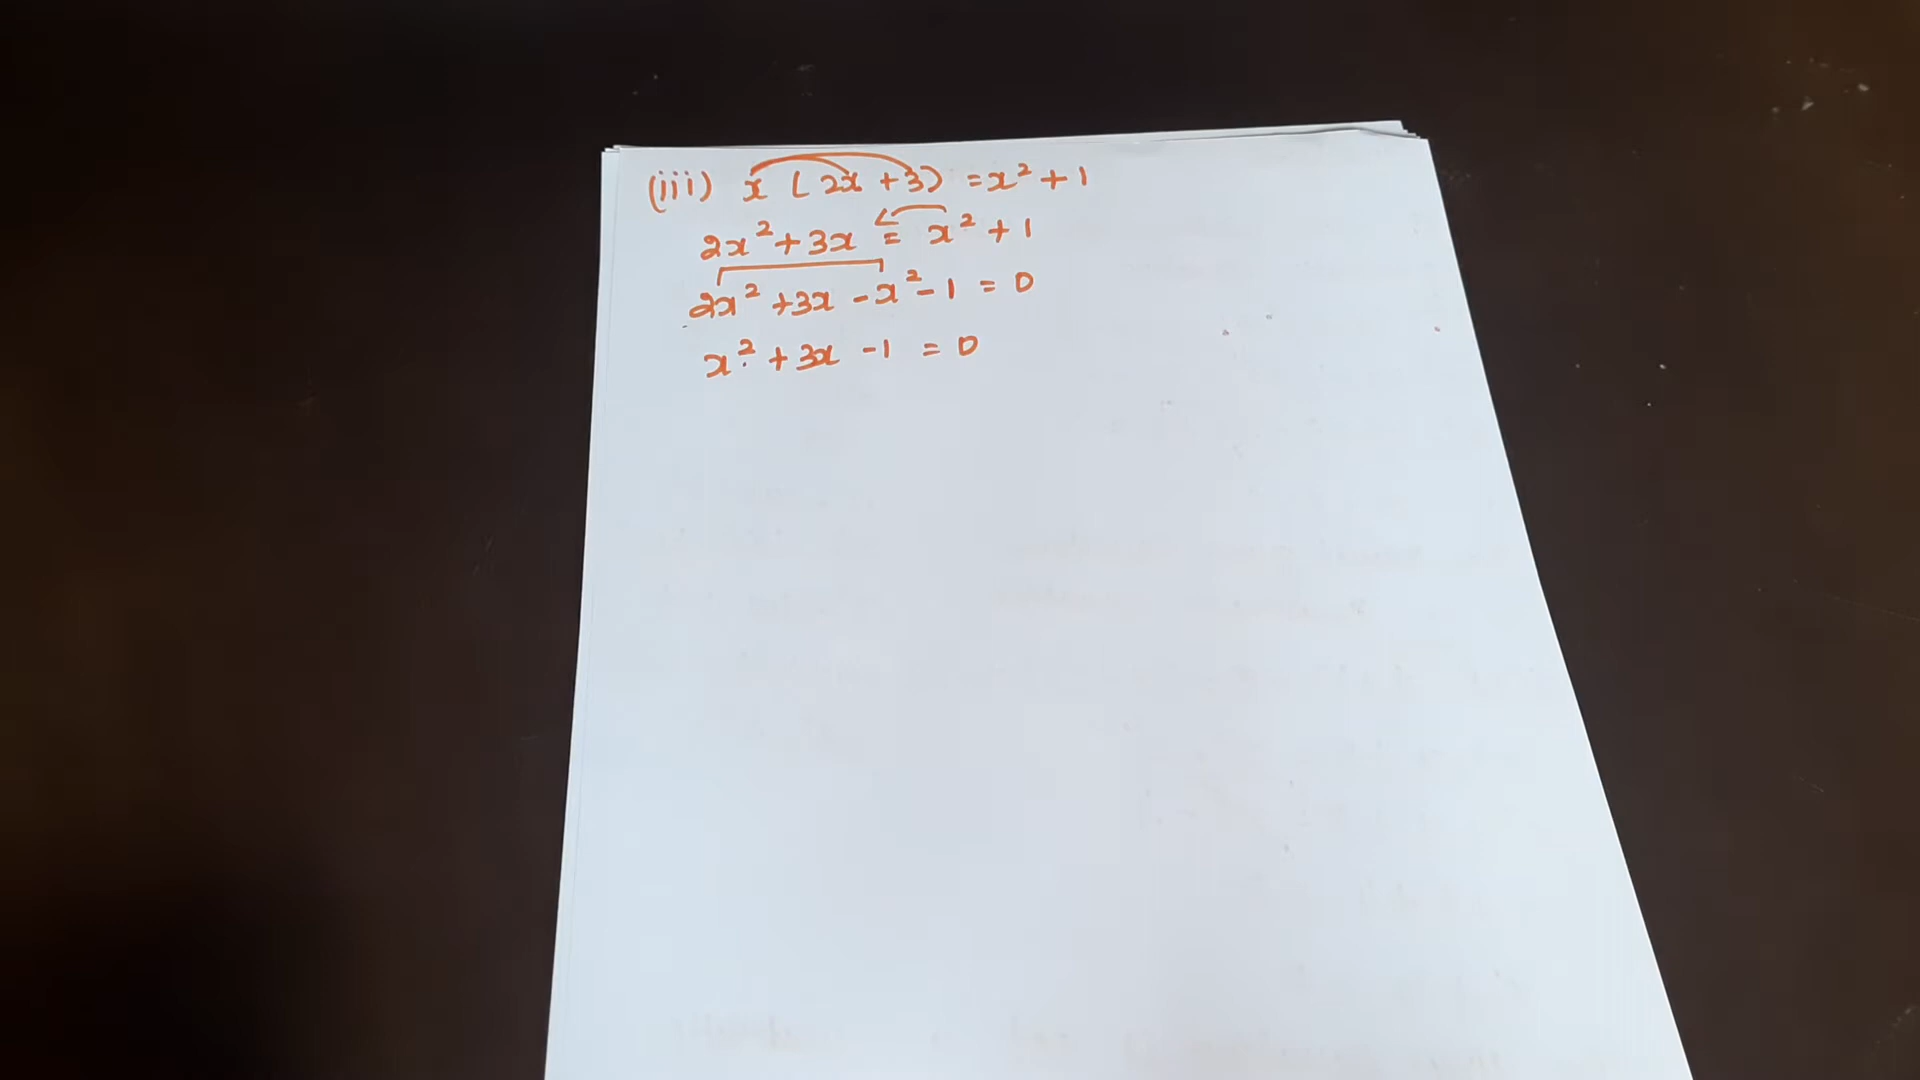 (iii) x (2x + 3) = x² + 1
2x² + 3x = x² + 1
2x² + 3x - x² - 1 = 0
x² + 3x - 1 = 0